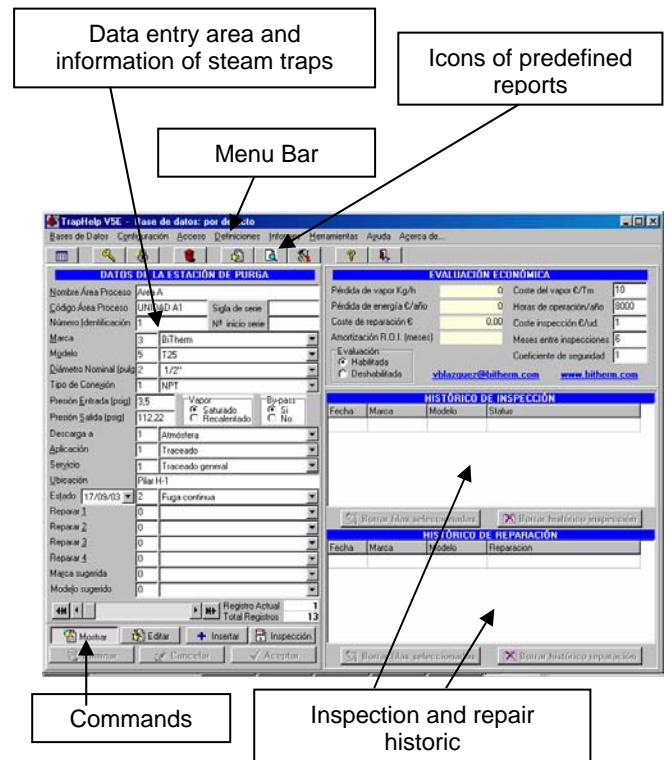 Data entry area and
information of steam traps
Icons of predefined
reports
Menu Bar
TrapHelp V5E - Base de datos: por defecto
Bases de Datos Configuración Acceso Definiciones Informes Herramientas Ayuda Acerca de...
DATOS DE LA ESTACIÓN DE PURGA
Nombre Área Proceso Area A
Código Área Proceso UNIDAD A1 Sigla de serie
Número Identificación 1 Nª inicio serie
Marca 3 BiTherm
Modelo 5 T25
Diámetro Nominal (pulg 2 1/2"
Tipo de Conexión 1 NPT
Presión Entrada (psig) 3,5 Vapor By-pass
Saturado Si
Presión Salida (psig) 112,22 Recalentado No
Descarga a 1 Atmósfera
Aplicación 1 Traceado
Servicio 1 Traceado general
Ubicación Pilar H-1
Estado 17/09/03 2 Fuga continua
Reparar 1 0
Reparar 2 0
Reparar 3 0
Reparar 4 0
Marca sugerida 0
Modelo sugerido 0
Registro Actual 1
Total Registros 13
Mostrar Editar Insertar Inspección
Cancelar Aceptar
EVALUACIÓN ECONÓMICA
Pérdida de vapor Kg/h 0 Coste del vapor €/Tm 10
Pérdida de energía €/año 0 Horas de operación/año 8000
Coste de reparación € 0.00 Coste inspección €/ud. 1
Amortización R.O.I. (meses) Meses entre inspecciones 6
Evaluación
Habilitada Coeficiente de seguridad 1
Deshabilitada vblazquez@bitherm.com www.bitherm.com
HISTÓRICO DE INSPECCIÓN
Fecha Marca Modelo Status
Borrar filas seleccionadas Borrar histórico inspección
HISTÓRICO DE REPARACIÓN
Fecha Marca Modelo Reparacion
Borrar filas seleccionadas Borrar histórico reparación
Commands
Inspection and repair
historic